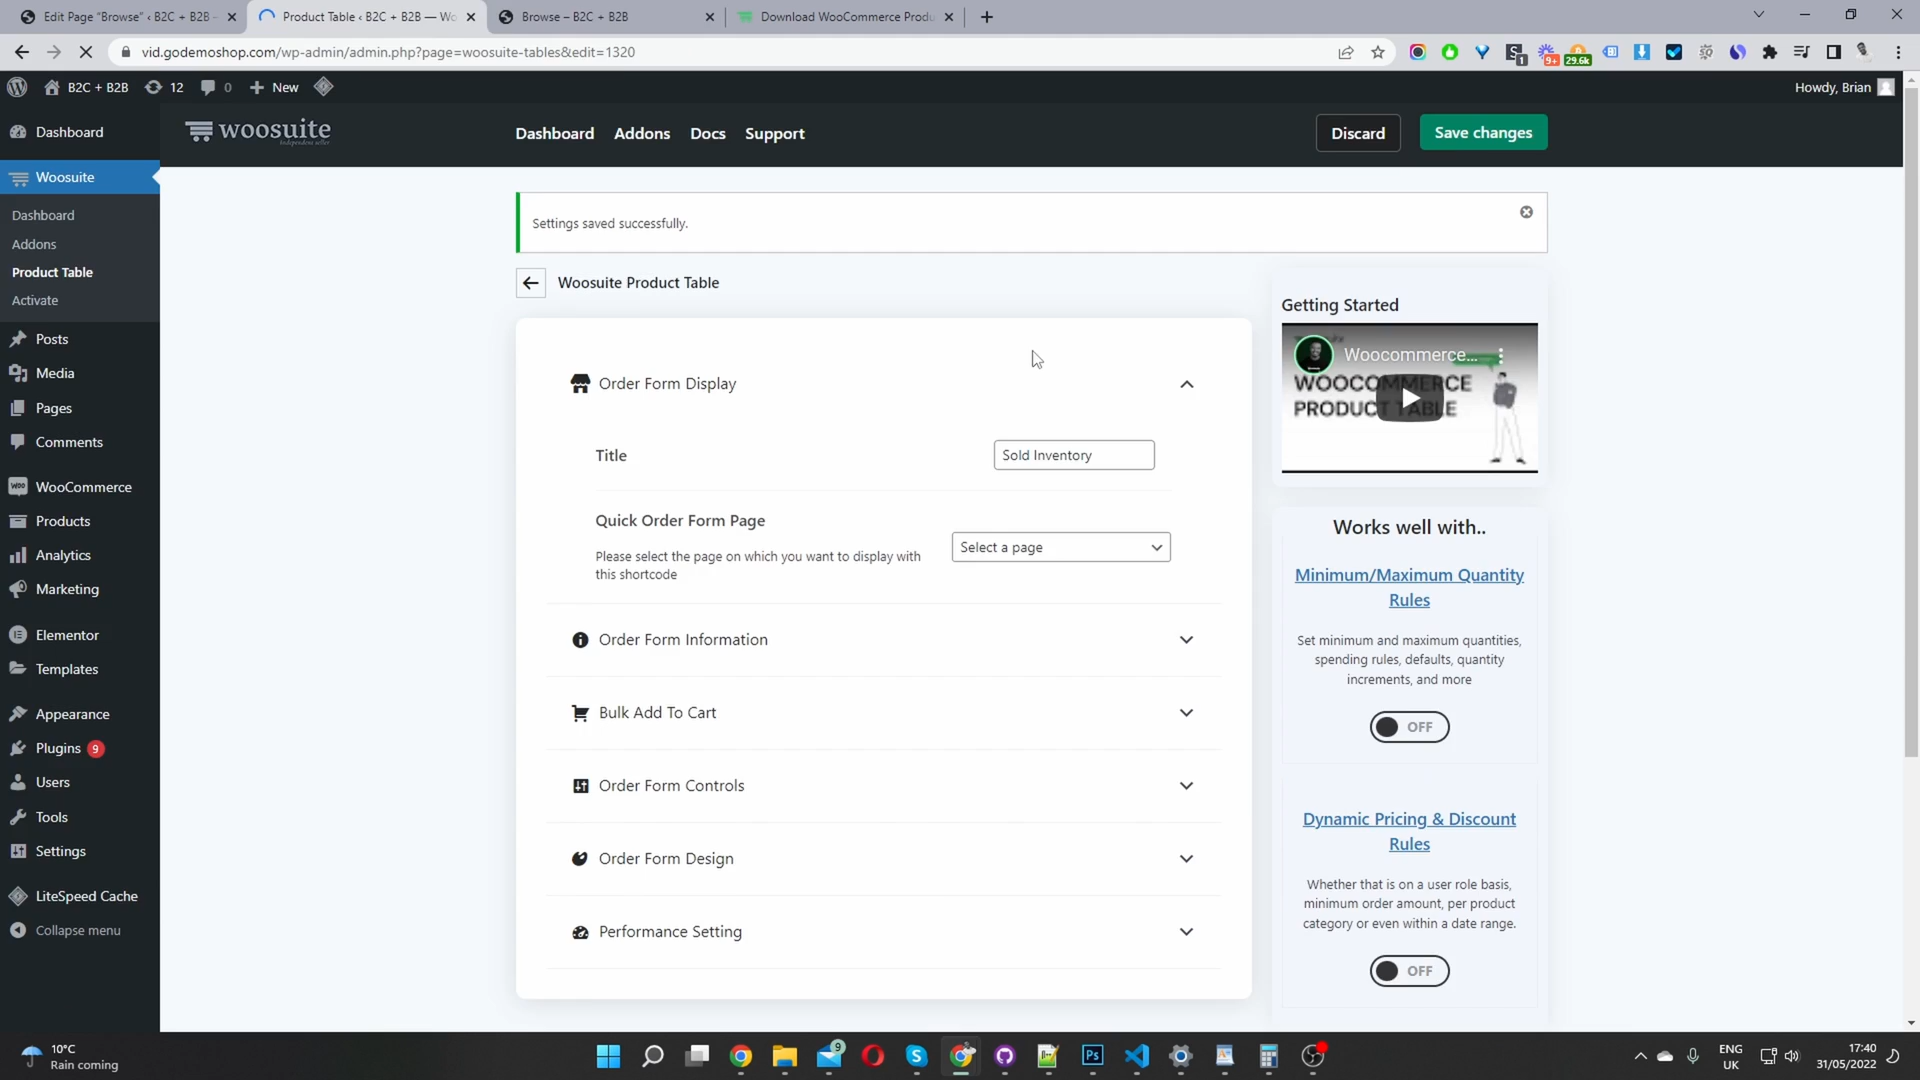 Edit Page "Browse" ‹ B2C + B2B –
Product Table ‹ B2C + B2B — Wo
Browse – B2C + B2B
Download WooCommerce Produ
vid.godemoshop.com/wp-admin/admin.php?page=woosuite-tables&edit=1320
1
9+
29.6k
B2C + B2B
12
0
New
Howdy, Brian
woosuite
Independent seller
Dashboard
Addons
Docs
Support
Discard
Save changes
Dashboard
Woosuite
Dashboard
Addons
Product Table
Activate
Posts
Media
Pages
Comments
WooCommerce
Products
Analytics
Marketing
Elementor
Templates
Appearance
Plugins 9
Users
Tools
Settings
LiteSpeed Cache
Collapse menu
Settings saved successfully.
Woosuite Product Table
Order Form Display
Title
Sold Inventory
Quick Order Form Page
Please select the page on which you want to display with
this shortcode
Select a page
Order Form Information
Bulk Add To Cart
Order Form Controls
Order Form Design
Performance Setting
Getting Started
Woocommerce...
WOOCOMMERCE
PRODUCT TABLE
Works well with..
Minimum/Maximum Quantity
Rules
Set minimum and maximum quantities,
spending rules, defaults, quantity
increments, and more
OFF
Dynamic Pricing & Discount
Rules
Whether that is on a user role basis,
minimum order amount, per product
category or even within a date range.
OFF
10°C
Rain coming
9
Ps
ENG
UK
17:40
31/05/2022